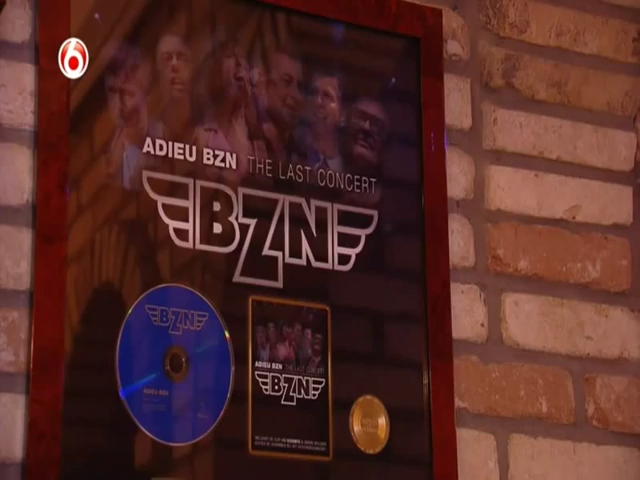 6
ADIEU BZN THE LAST CONCERT
BZN
BZN
ADIEU BZN
ADIEU BZN THE LAST CONCERT
BZN